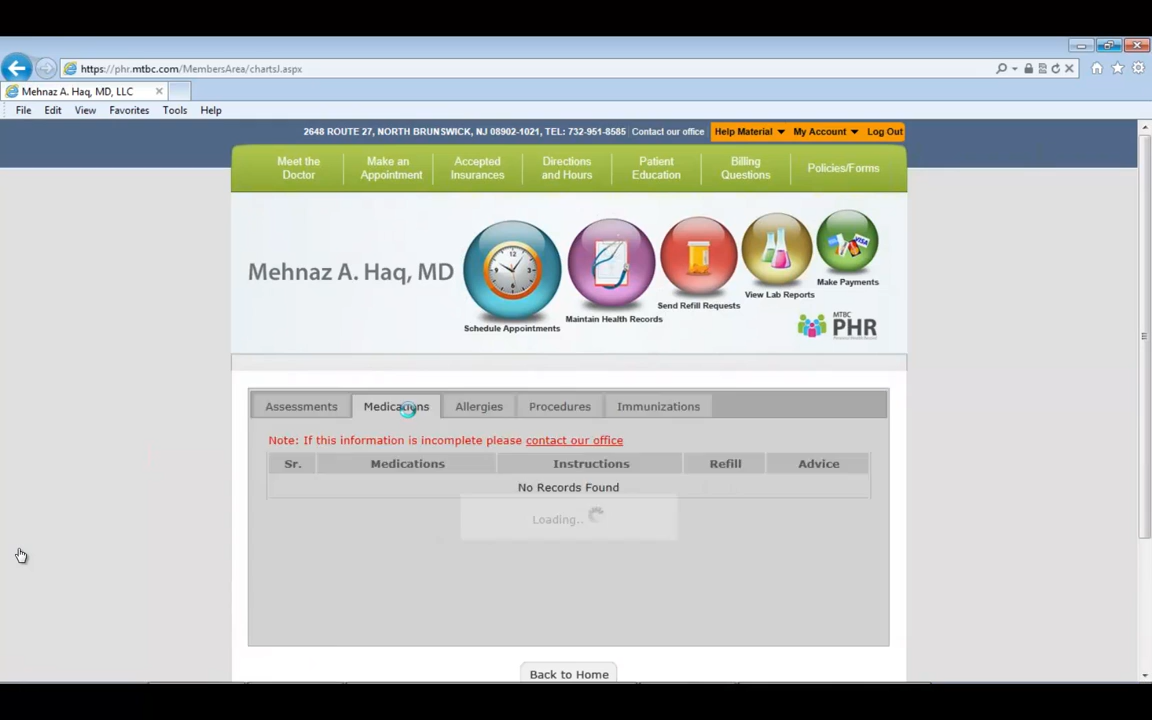 https://phr.mtbc.com/MembersArea/chartsJ.aspx
Mehnaz A. Haq, MD, LLC
File Edit View Favorites Tools Help
2648 ROUTE 27, NORTH BRUNSWICK, NJ 08902-1021, TEL: 732-951-8585 Contact our office Help Material My Account Log Out
Meet the Doctor
Make an Appointment
Accepted Insurances
Directions and Hours
Patient Education
Billing Questions
Policies/Forms
Mehnaz A. Haq, MD
Schedule Appointments
Maintain Health Records
Send Refill Requests
View Lab Reports
Make Payments
VISA
MTBC
PHR
Assessments Medications Allergies Procedures Immunizations
Note: If this information is incomplete please contact our office
Sr. Medications Instructions Refill Advice
No Records Found
Loading..
Back to Home